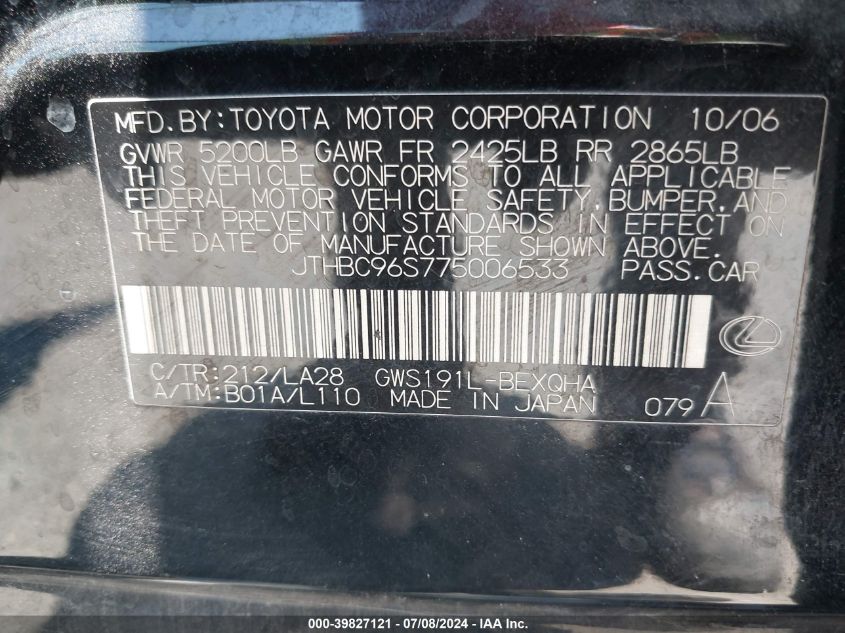 MFD.BY:TOYOTA MOTOR CORPORATION 10/06
GVWR 5200LB GAWR FR 2425LB RR 2865LB
THIS VEHICLE CONFORMS TO ALL APPLICABLE
FEDERAL MOTOR VEHICLE SAFETY,BUMPER,AND
THEFT PREVENTION STANDARDS IN EFFECT ON
THE DATE OF MANUFACTURE SHOWN ABOVE.
JTHBC96S775006533 PASS.CAR
C/TR:212/LA28 GWS191L-BEXQHA
A/TM:B01A/L110 MADE IN JAPAN 079 A
000-39827121 - 07/08/2024 - IAA Inc.